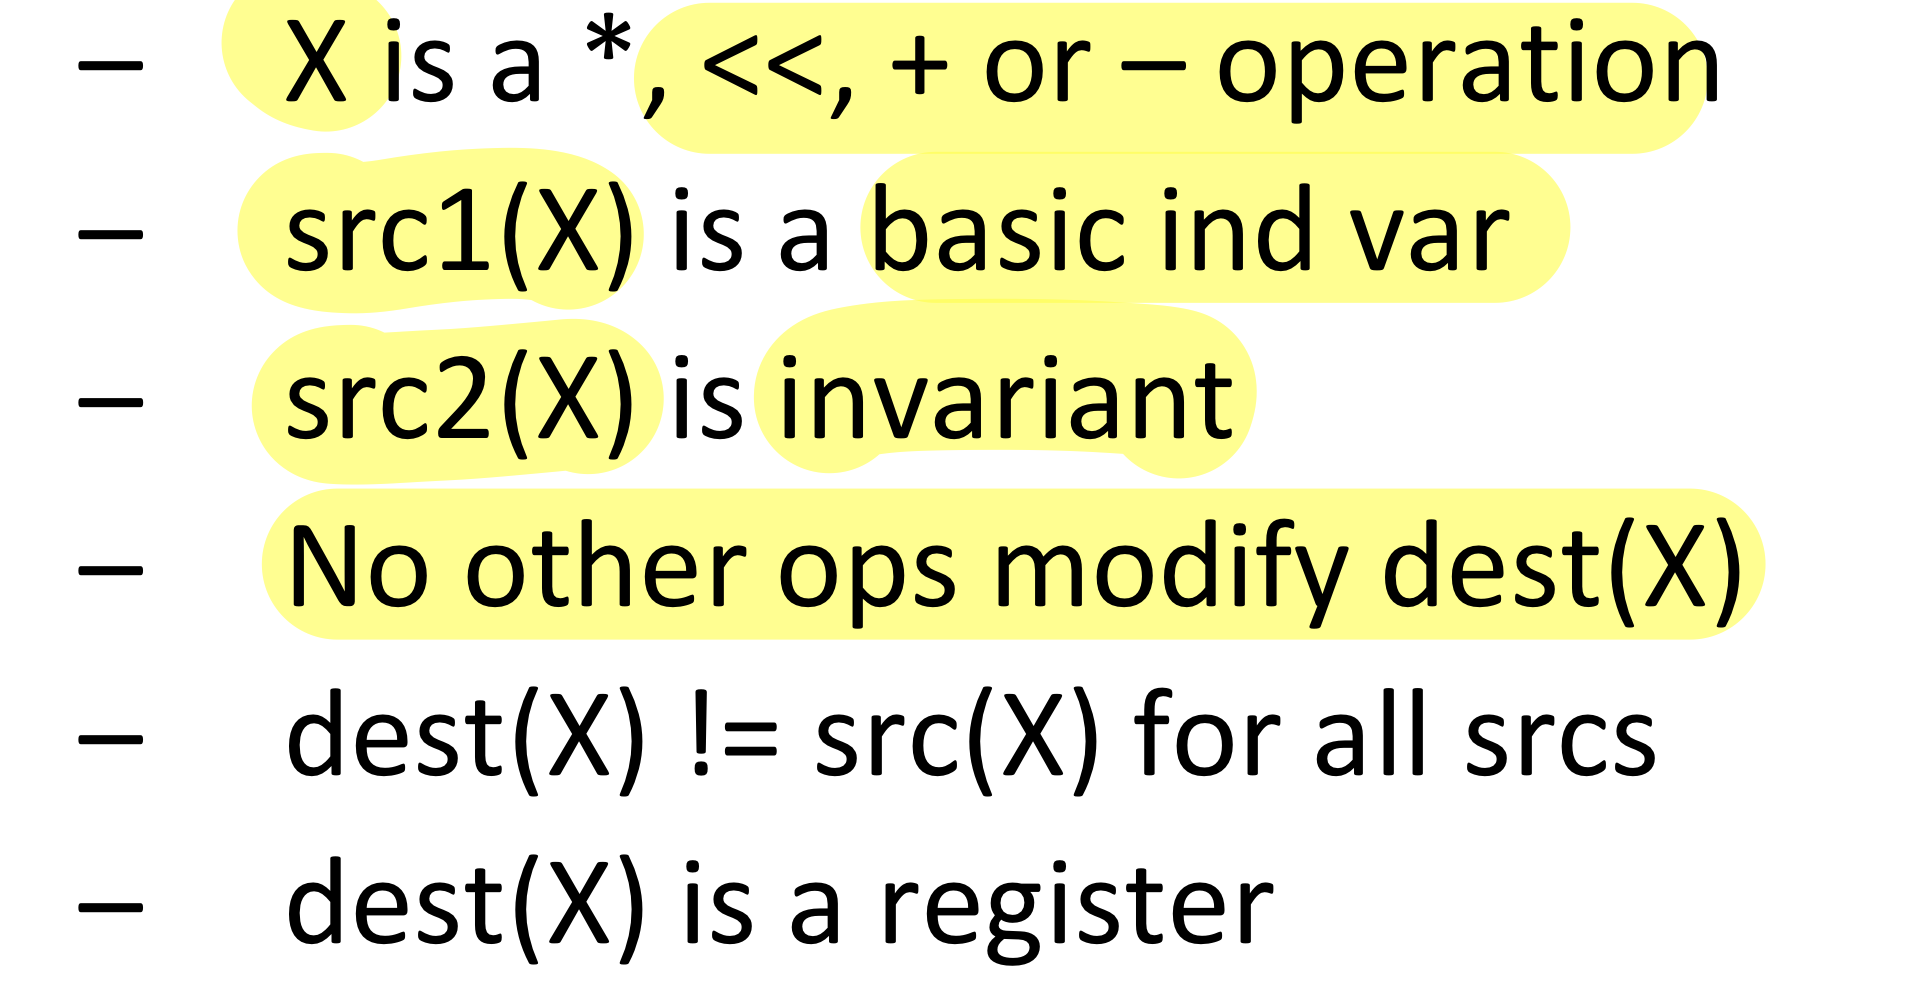 – X is a *, <<, + or – operation
– src1(X) is a basic ind var
– src2(X) is invariant
– No other ops modify dest(X)
– dest(X) != src(X) for all srcs
– dest(X) is a register